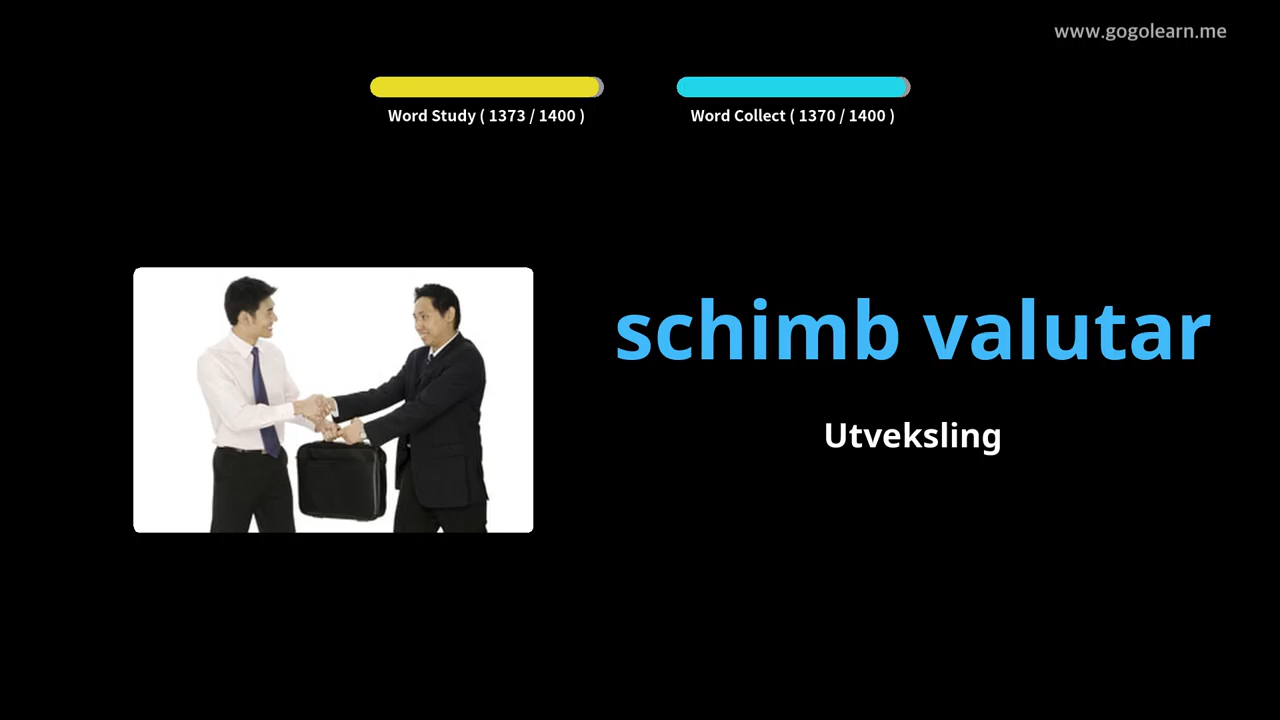 www.gogolearn.me
Word Study ( 1373 / 1400 )
Word Collect ( 1370 / 1400 )
schimb valutar
Utveksling